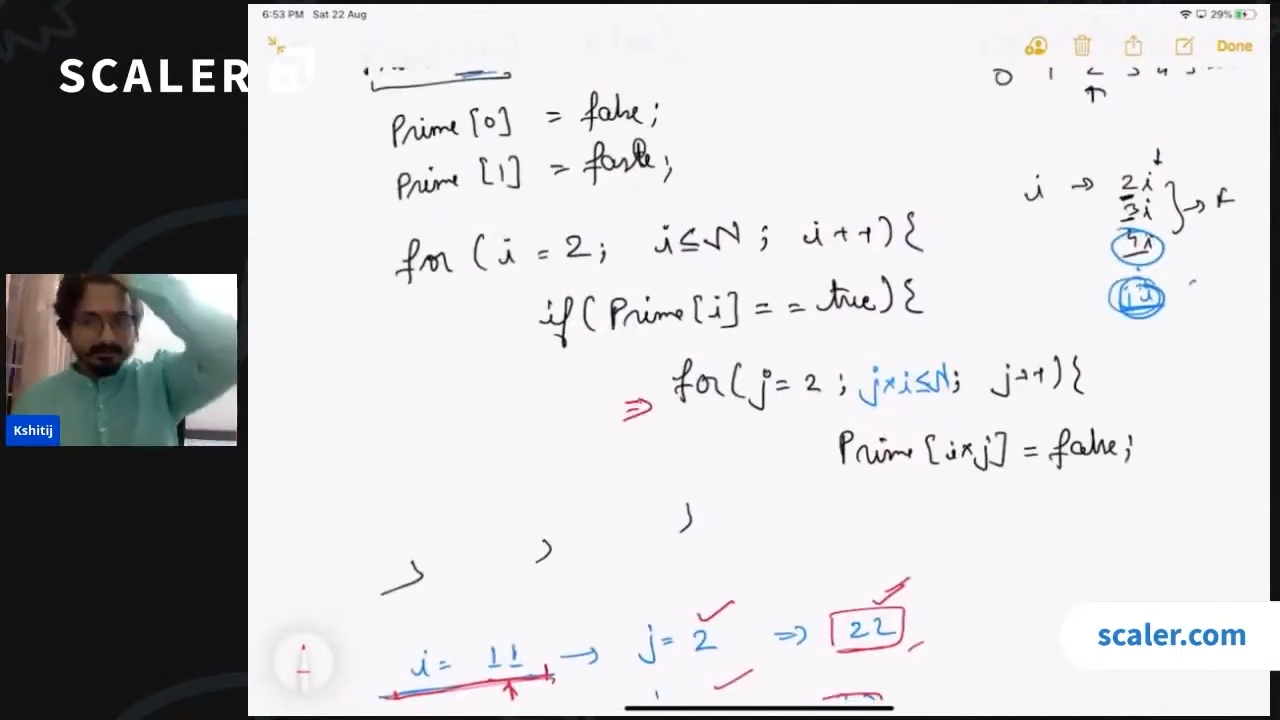 6:53 PM Sat 22 Aug
29%
SCALER
Done
0 1 2 3 4 5
Prime [0] = false;
Prime [1] = false;
i → 2i
3i → F
4i
i.i
for (i = 2; i≤N; i++) {
if (Prime[i] == true) {
for (j = 2; j×i≤N; j++) {
Prime [i×j] = false;
}
}
}
Kshitij
i = 11 → j = 2 => 22
scaler.com